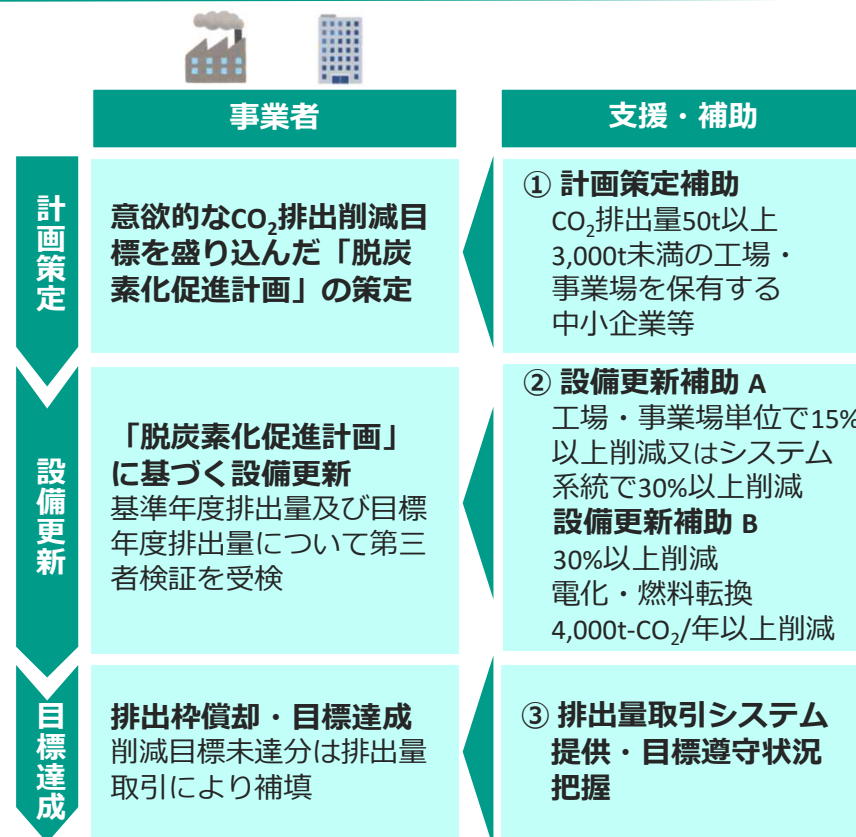 事業者
支援・補助
計画策定
意欲的なCO₂排出削減目
標を盛り込んだ「脱炭
素化促進計画」の策定
① 計画策定補助
CO₂排出量50t以上
3,000t未満の工場・
事業場を保有する
中小企業等
設備更新
「脱炭素化促進計画」
に基づく設備更新
基準年度排出量及び目標
年度排出量について第三
者検証を受検
② 設備更新補助 A
工場・事業場単位で15%
以上削減又はシステム
系統で30%以上削減
設備更新補助 B
30%以上削減
電化・燃料転換
4,000t-CO₂/年以上削減
目標達成
排出枠償却・目標達成
削減目標未達分は排出量
取引により補填
③ 排出量取引システム
提供・目標遵守状況
把握